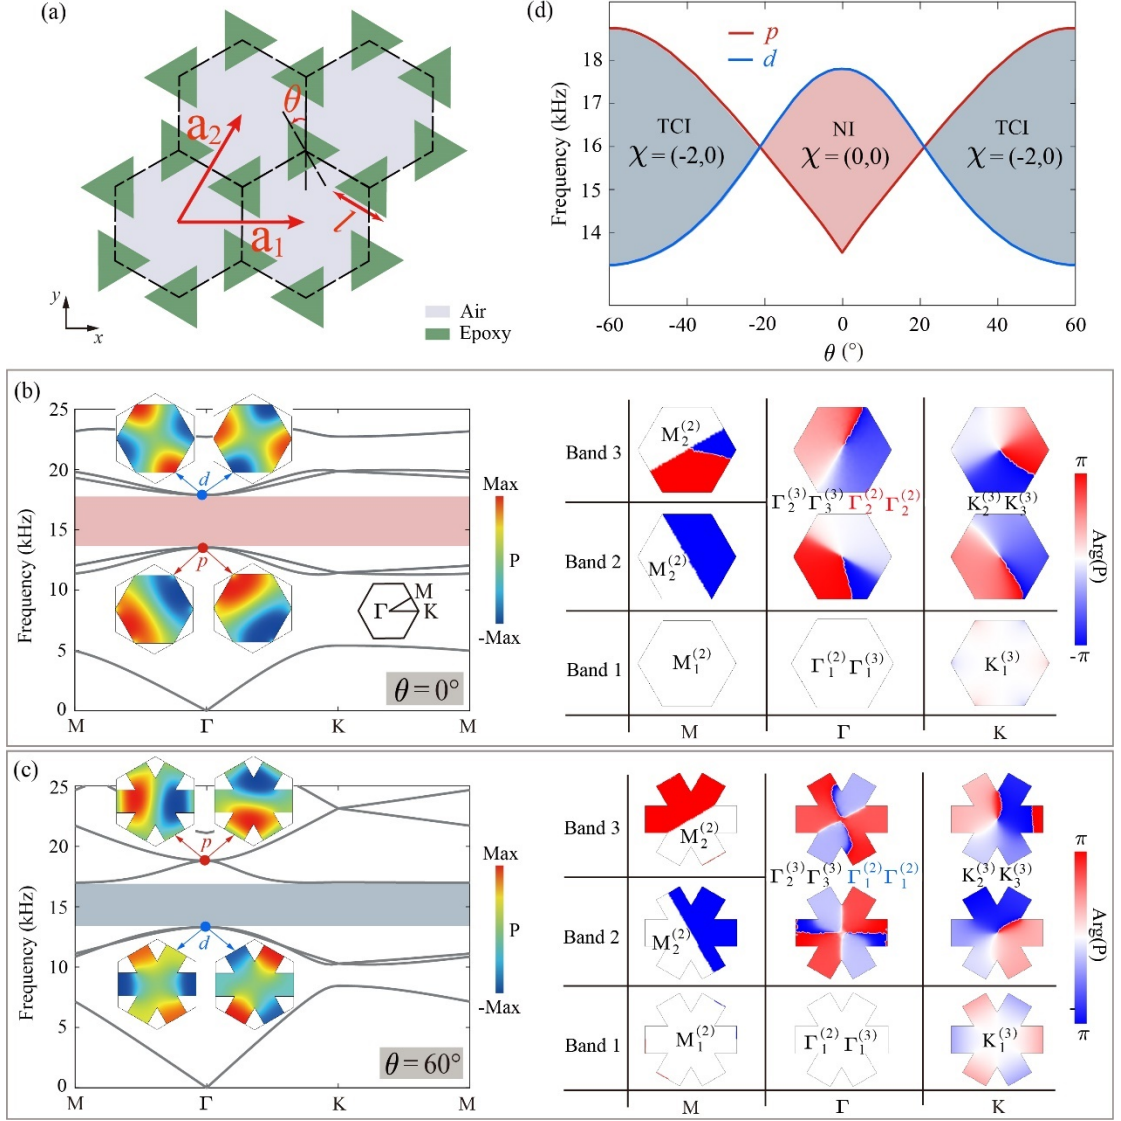 (a)
θ
a₂
a₁
l
y
x
Air
Epoxy
(d)
p
d
TCI
χ = (-2,0)
NI
χ = (0,0)
TCI
χ = (-2,0)
Frequency (kHz)
18
17
16
15
14
-60
-40
-20
0
20
40
60
θ (°)
(b)
Frequency (kHz)
25
20
15
10
5
0
d
p
M
Γ
K
θ = 0°
M
Γ
K
M
Max
P
-Max
Band 3
M₂⁽²⁾
Γ₂⁽³⁾ Γ₃⁽³⁾ Γ₂⁽²⁾ Γ₂⁽²⁾
K₂⁽³⁾ K₃⁽³⁾
Band 2
M₂⁽²⁾
Band 1
M₁⁽²⁾
Γ₁⁽²⁾ Γ₁⁽³⁾
K₁⁽³⁾
M
Γ
K
π
Arg(P)
-π
(c)
Frequency (kHz)
25
20
15
10
5
0
p
d
θ = 60°
M
Γ
K
M
Max
P
-Max
Band 3
M₂⁽²⁾
Γ₂⁽³⁾ Γ₃⁽³⁾ Γ₁⁽²⁾ Γ₁⁽²⁾
K₂⁽³⁾ K₃⁽³⁾
Band 2
M₂⁽²⁾
Band 1
M₁⁽²⁾
Γ₁⁽²⁾ Γ₁⁽³⁾
K₁⁽³⁾
M
Γ
K
π
Arg(P)
-
π